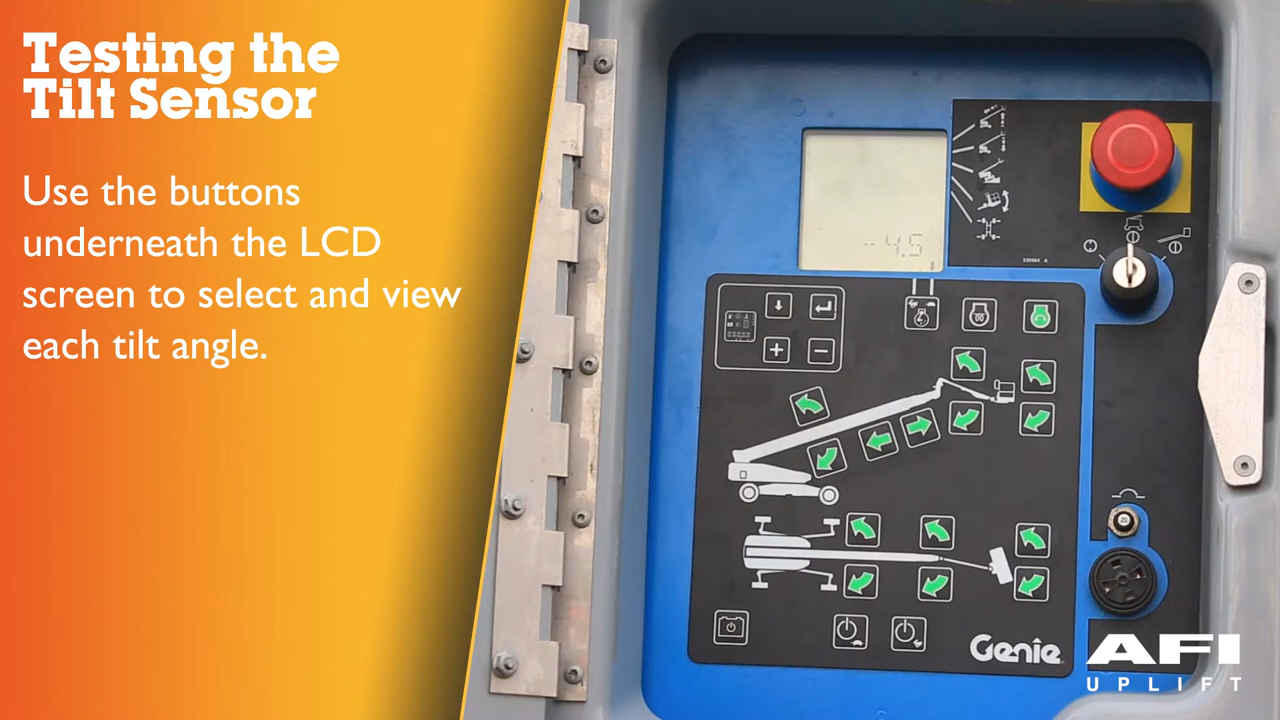 Testing the
Tilt Sensor
Use the buttons
underneath the LCD
screen to select and view
each tilt angle.
-4.5
20
Genie
AFI
UPLIFT